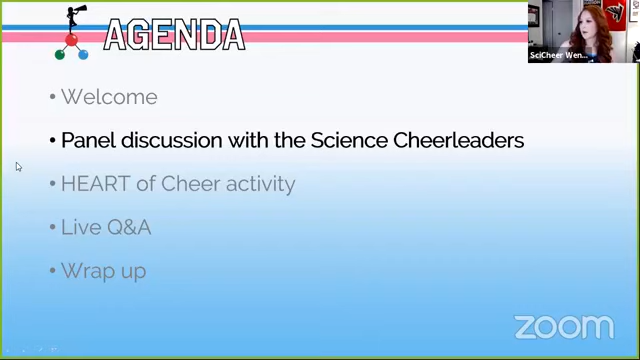 AGENDA
SciCheer Wen...
• Welcome
• Panel discussion with the Science Cheerleaders
• HEART of Cheer activity
• Live Q&A
• Wrap up
zoom